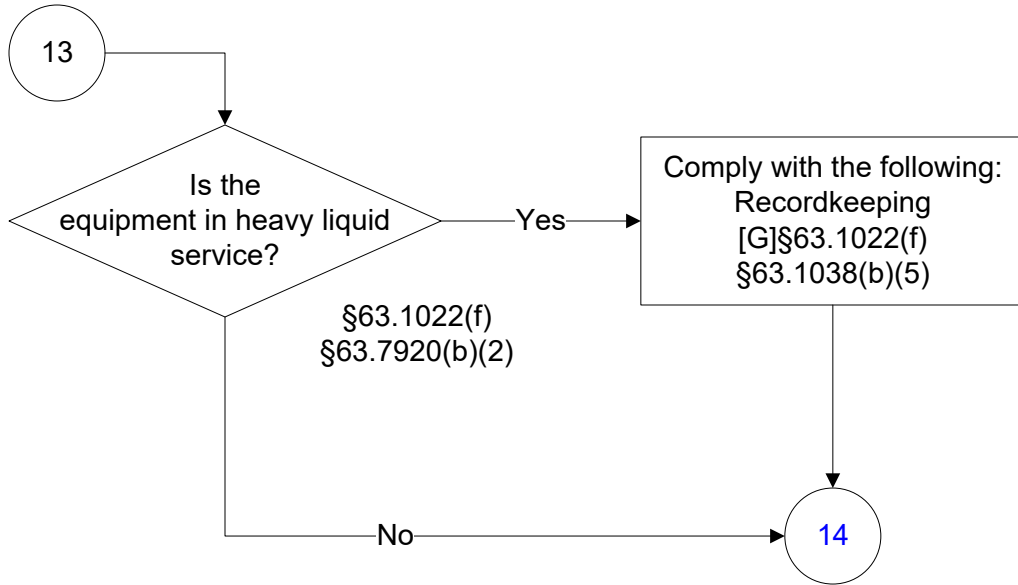 13
Is the
equipment in heavy liquid
service?
Yes
Comply with the following:
Recordkeeping
[G]§63.1022(f)
§63.1038(b)(5)
§63.1022(f)
§63.7920(b)(2)
No
14